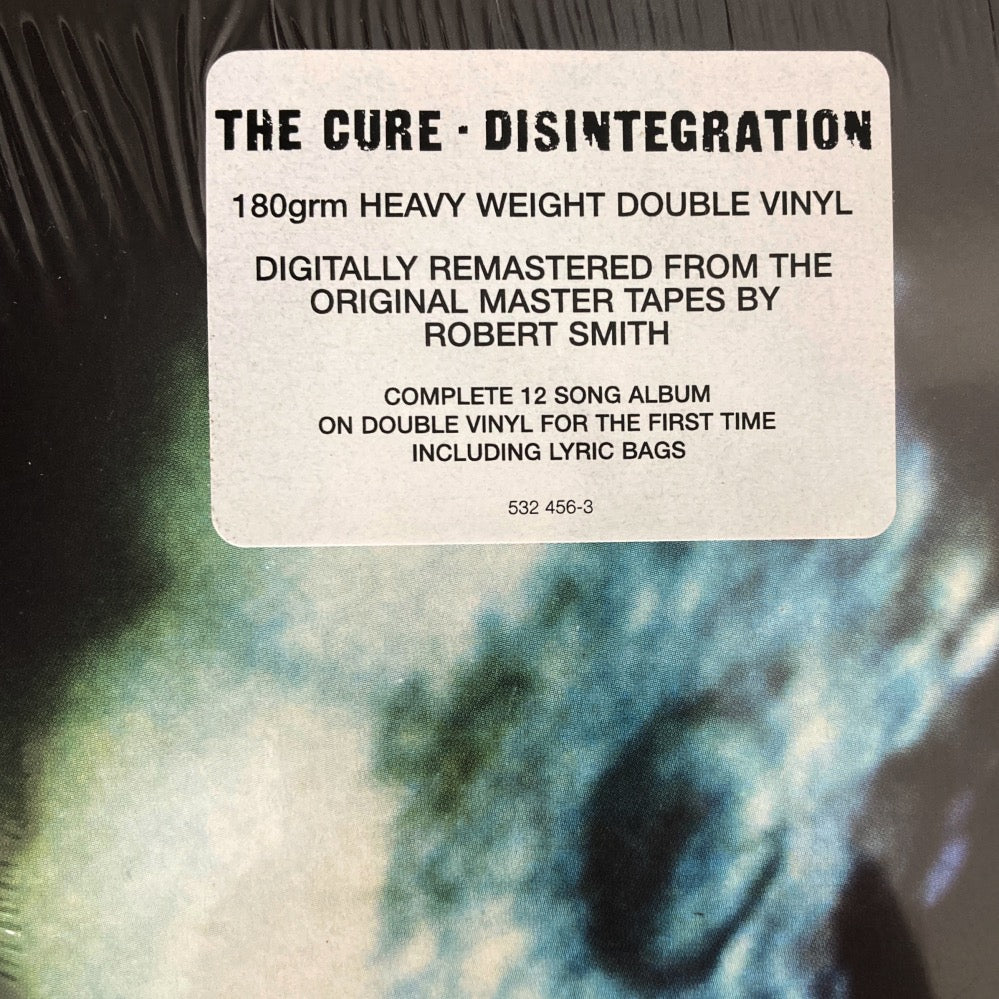 THE CURE · DISINTEGRATION
180grm HEAVY WEIGHT DOUBLE VINYL
DIGITALLY REMASTERED FROM THE
ORIGINAL MASTER TAPES BY
ROBERT SMITH
COMPLETE 12 SONG ALBUM
ON DOUBLE VINYL FOR THE FIRST TIME
INCLUDING LYRIC BAGS
532 456-3